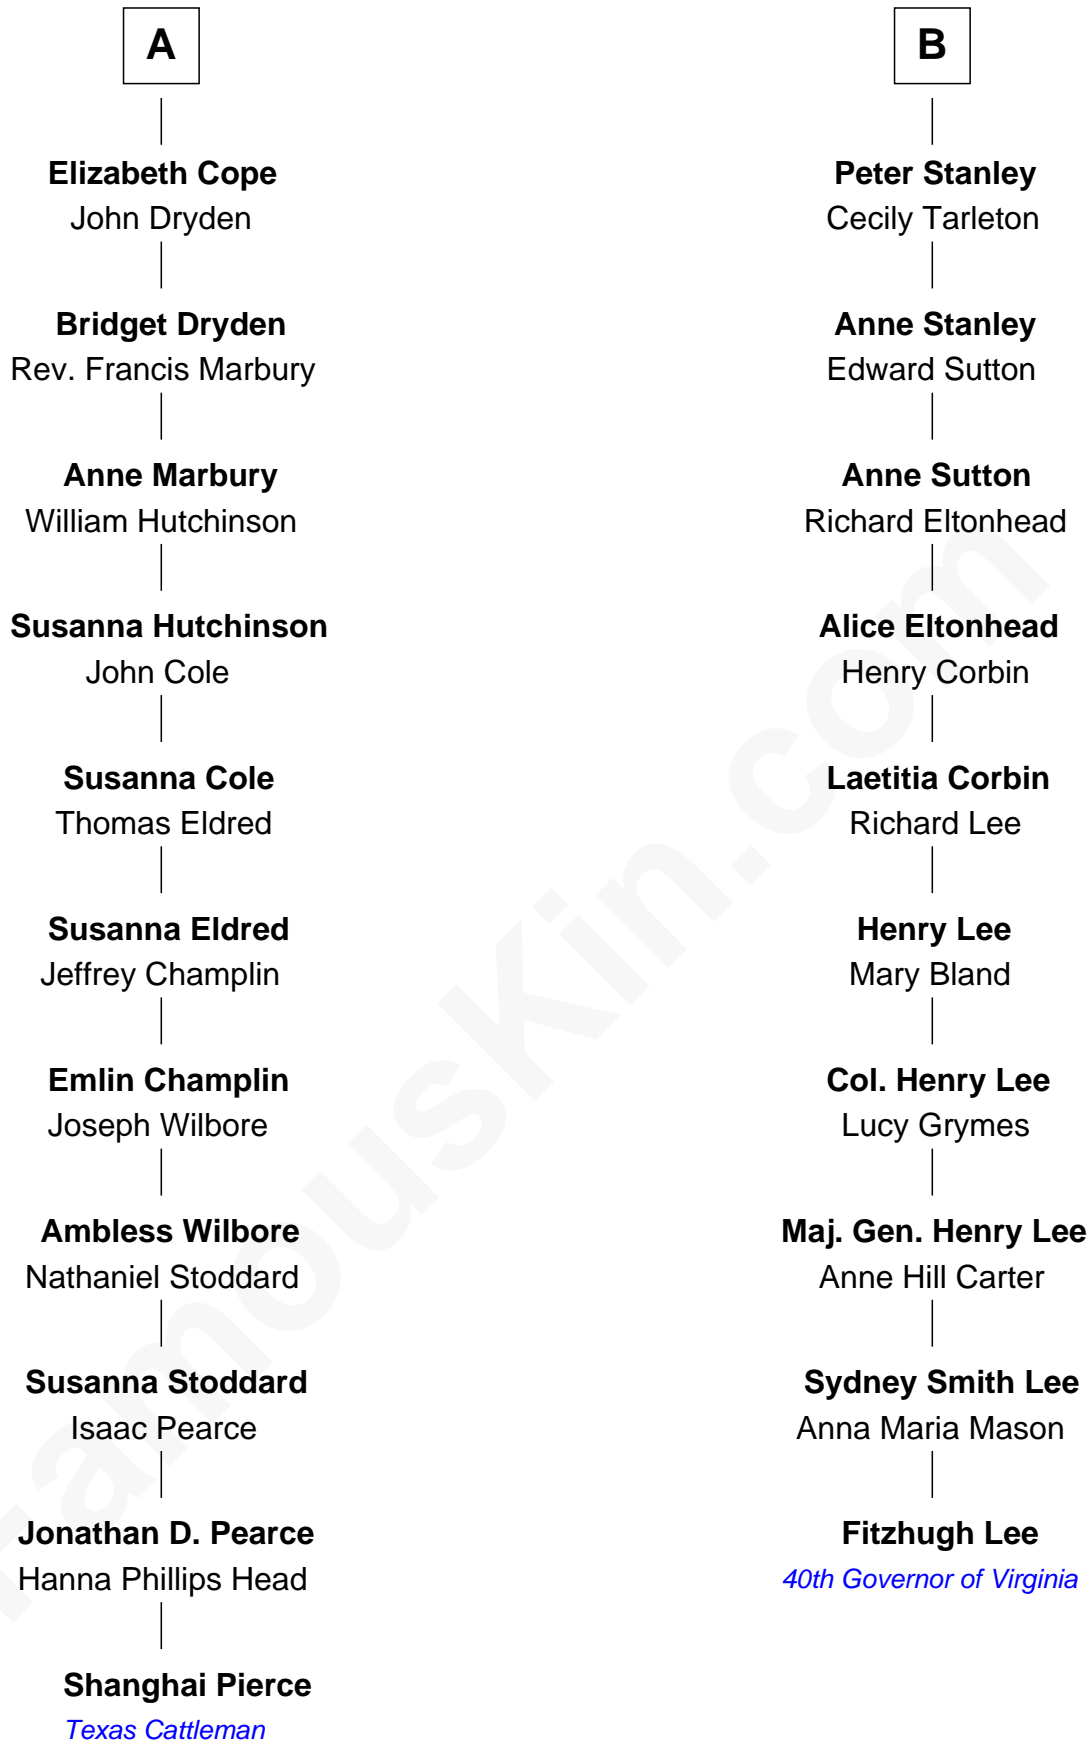 A
Elizabeth Cope
John Dryden
Bridget Dryden
Rev. Francis Marbury
Anne Marbury
William Hutchinson
Susanna Hutchinson
John Cole
Susanna Cole
Thomas Eldred
Susanna Eldred
Jeffrey Champlin
Emlin Champlin
Joseph Wilbore
Ambless Wilbore
Nathaniel Stoddard
Susanna Stoddard
Isaac Pearce
Jonathan D. Pearce
Hanna Phillips Head
Shanghai Pierce
Texas Cattleman
B
Peter Stanley
Cecily Tarleton
Anne Stanley
Edward Sutton
Anne Sutton
Richard Eltonhead
Alice Eltonhead
Henry Corbin
Laetitia Corbin
Richard Lee
Henry Lee
Mary Bland
Col. Henry Lee
Lucy Grymes
Maj. Gen. Henry Lee
Anne Hill Carter
Sydney Smith Lee
Anna Maria Mason
Fitzhugh Lee
40th Governor of Virginia
FamousKin.com